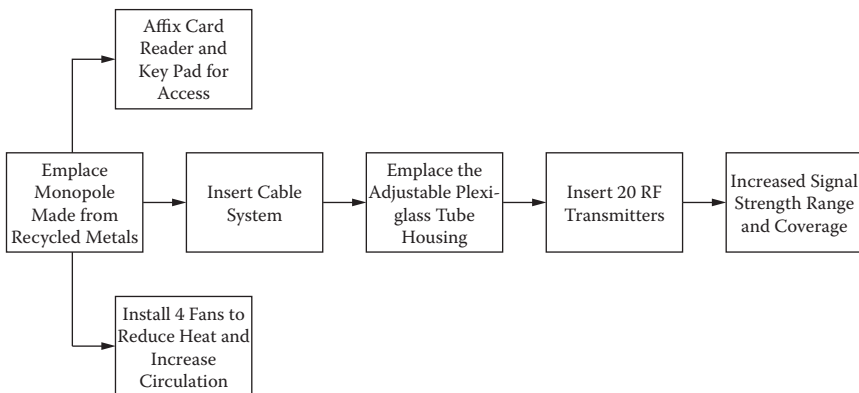 Affix Card
Reader and
Key Pad for
Access
Emplace
Monopole
Made from
Recycled Metals
Insert Cable
System
Emplace the
Adjustable Plexi-
glass Tube
Housing
Insert 20 RF
Transmitters
Increased Signal
Strength Range
and Coverage
Install 4 Fans to
Reduce Heat and
Increase
Circulation